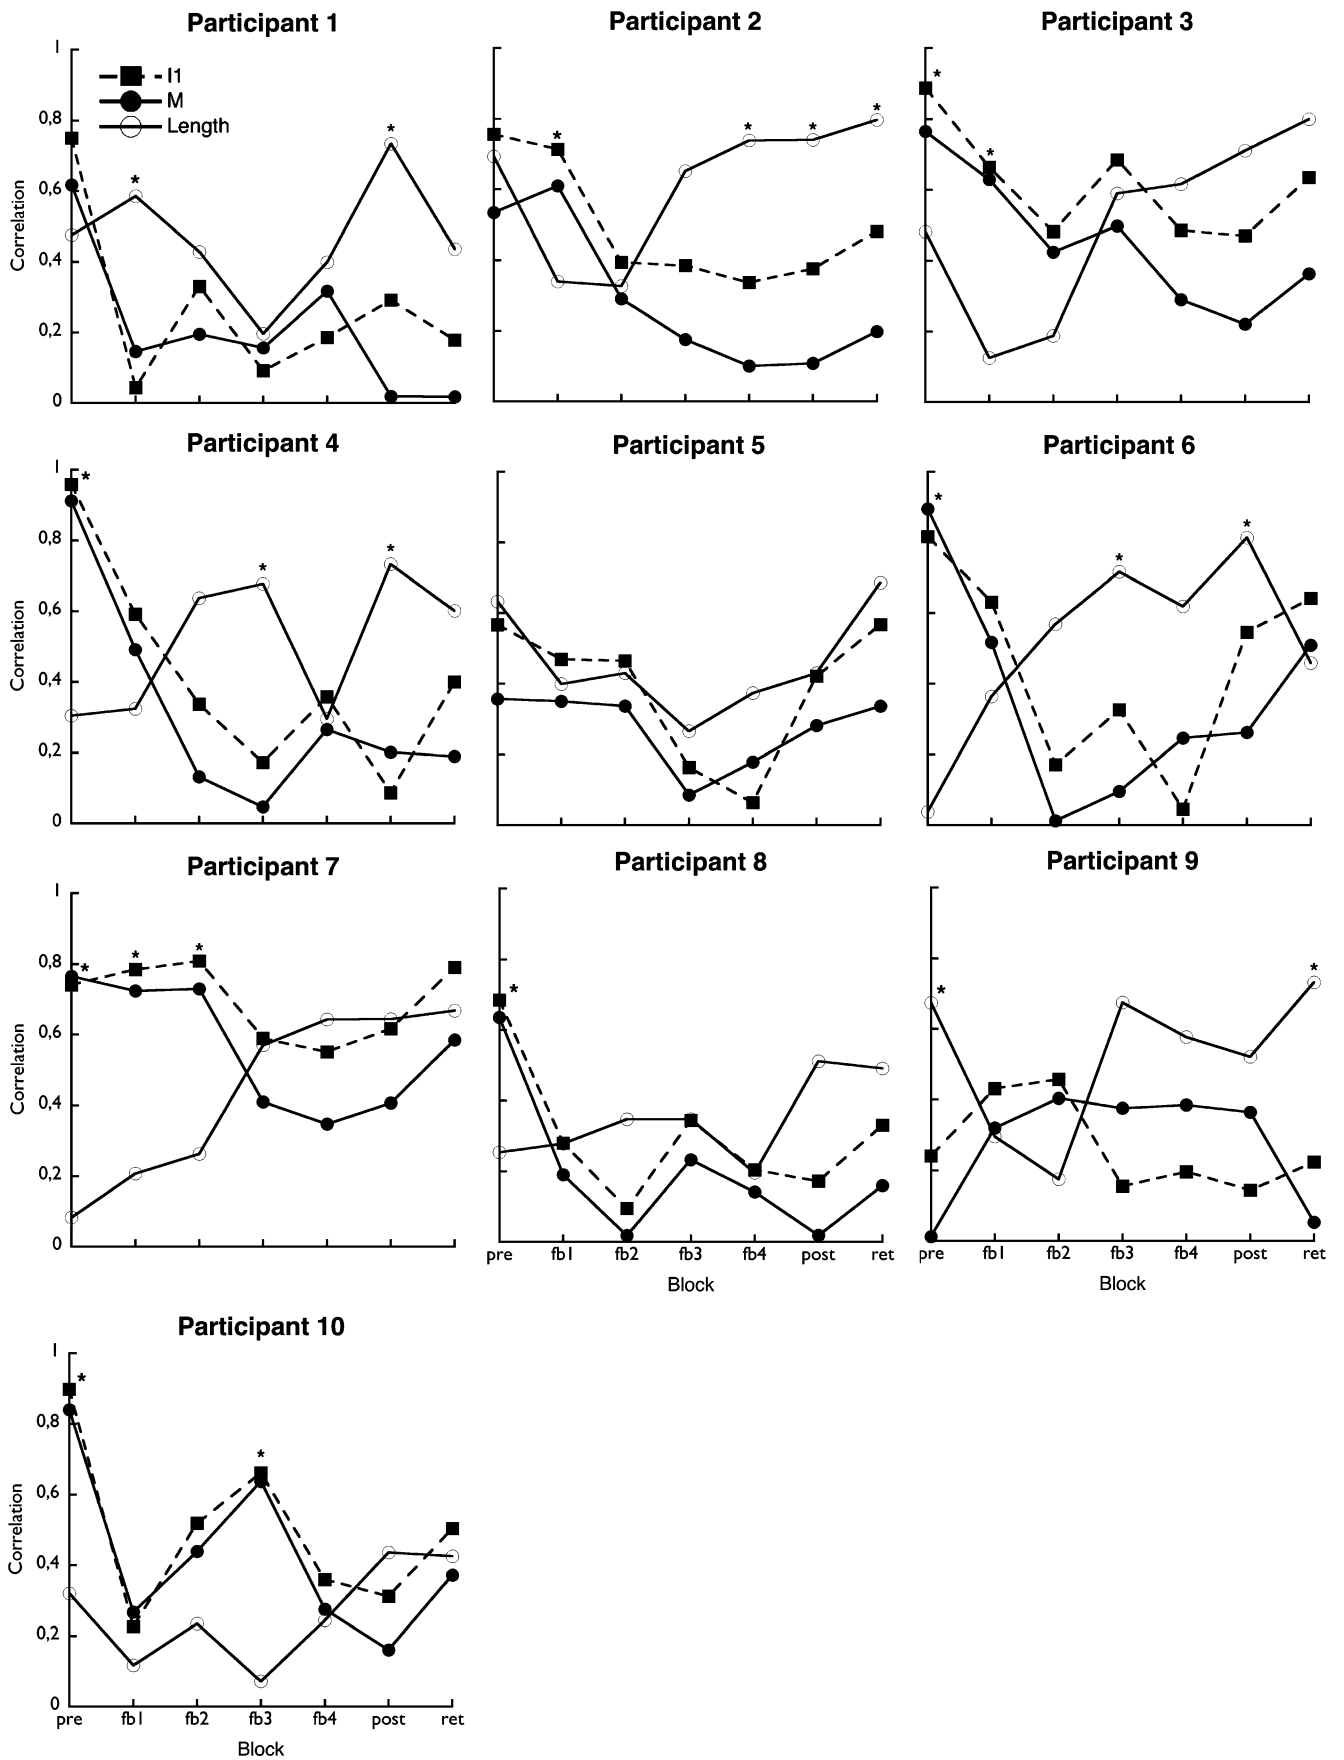 Participant 1
Participant 2
Participant 3
1
0,8
0,6
0,4
0,2
0
Correlation
I1
M
Length
*
*
*
*
*
*
*
*
Participant 4
Participant 5
Participant 6
1
0,8
0,6
0,4
0,2
0
Correlation
*
*
*
*
*
*
Participant 7
Participant 8
Participant 9
1
0,8
0,6
0,4
0,2
0
Correlation
*
*
*
*
*
*
pre fb1 fb2 fb3 fb4 post ret
Block
pre fb1 fb2 fb3 fb4 post ret
Block
Participant 10
1
0,8
0,6
0,4
0,2
0
Correlation
*
*
pre fb1 fb2 fb3 fb4 post ret
Block